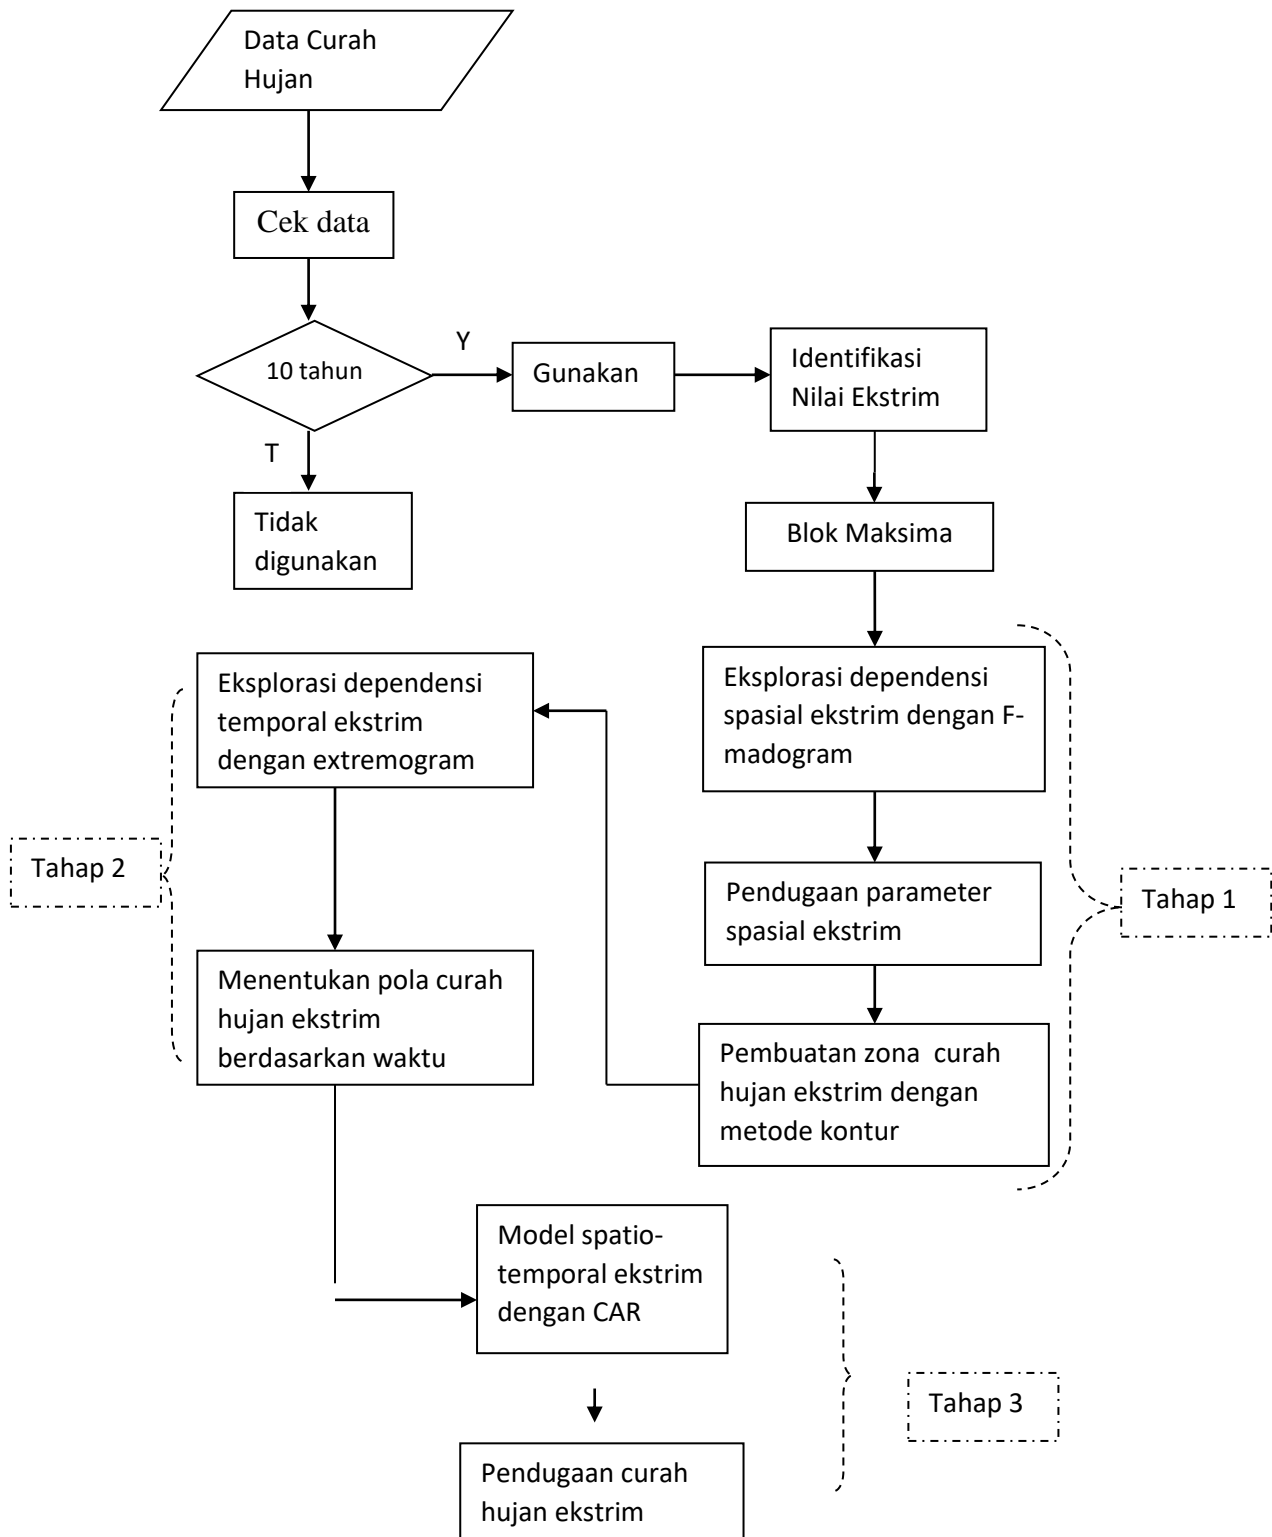 Data Curah
Hujan
Cek data
10 tahun
Y
Gunakan
Identifikasi
Nilai Ekstrim
T
Tidak
digunakan
Blok Maksima
Eksplorasi dependensi
spasial ekstrim dengan F-
madogram
Pendugaan parameter
spasial ekstrim
Pembuatan zona  curah
hujan ekstrim dengan
metode kontur
Tahap 1
Eksplorasi dependensi
temporal ekstrim
dengan extremogram
Menentukan pola curah
hujan ekstrim
berdasarkan waktu
Tahap 2
Model spatio-
temporal ekstrim
dengan CAR
Pendugaan curah
hujan ekstrim
Tahap 3